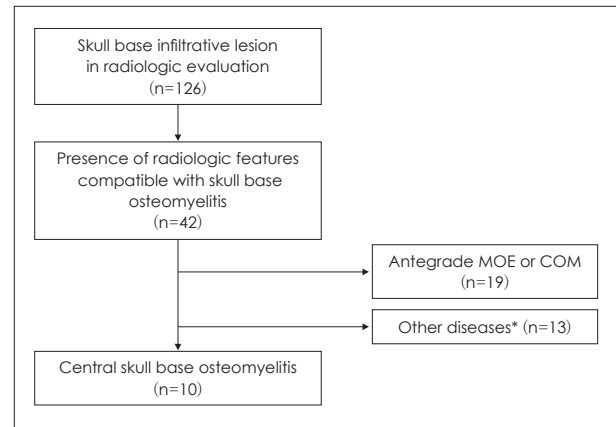 Skull base infiltrative lesion
in radiologic evaluation
(n=126)
Presence of radiologic features
compatible with skull base
osteomyelitis
(n=42)
Antegrade MOE or COM
(n=19)
Other diseases* (n=13)
Central skull base osteomyelitis
(n=10)